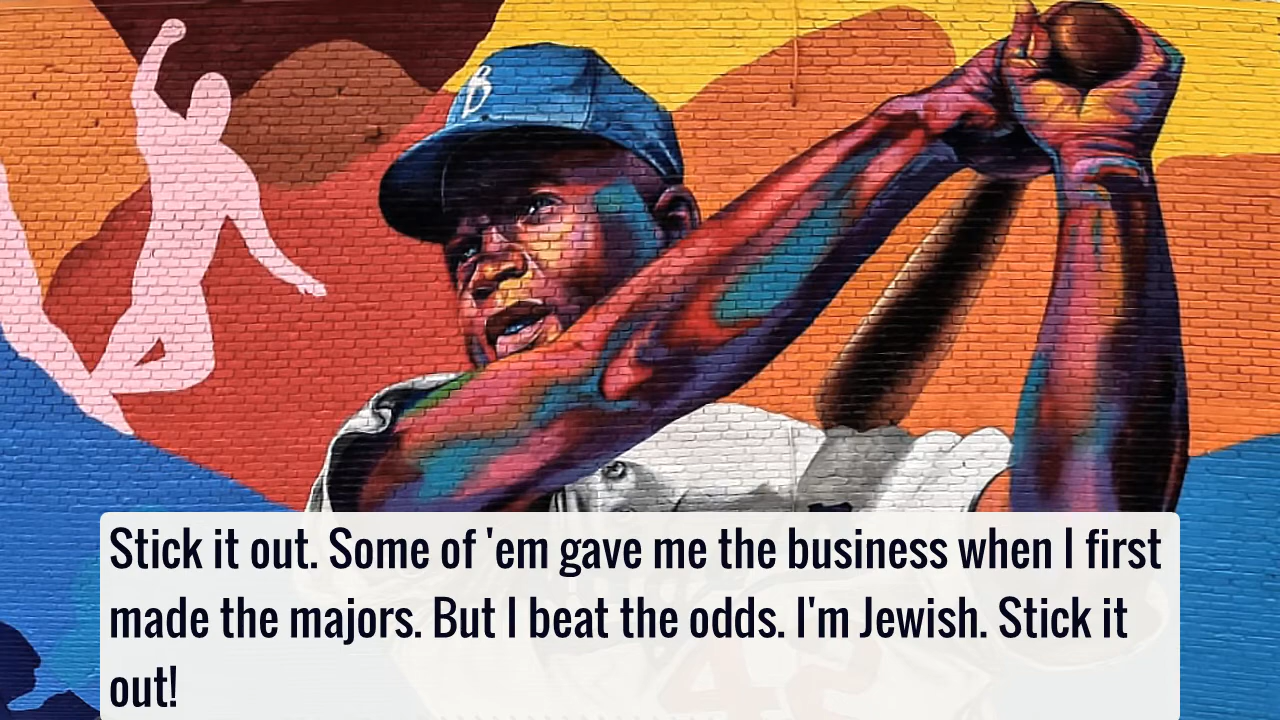 B
Stick it out. Some of 'em gave me the business when I first
made the majors. But I beat the odds. I'm Jewish. Stick it
out!